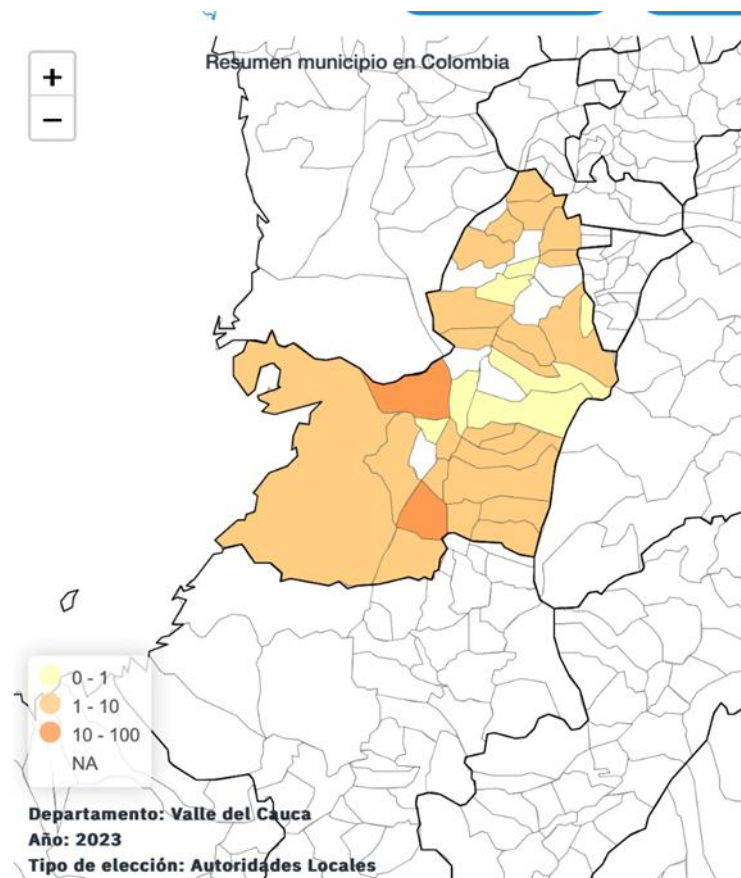 Resumen municipio en Colombia
+
−
0 - 1
1 - 10
10 - 100
NA
Departamento: Valle del Cauca
Año: 2023
Tipo de elección: Autoridades Locales